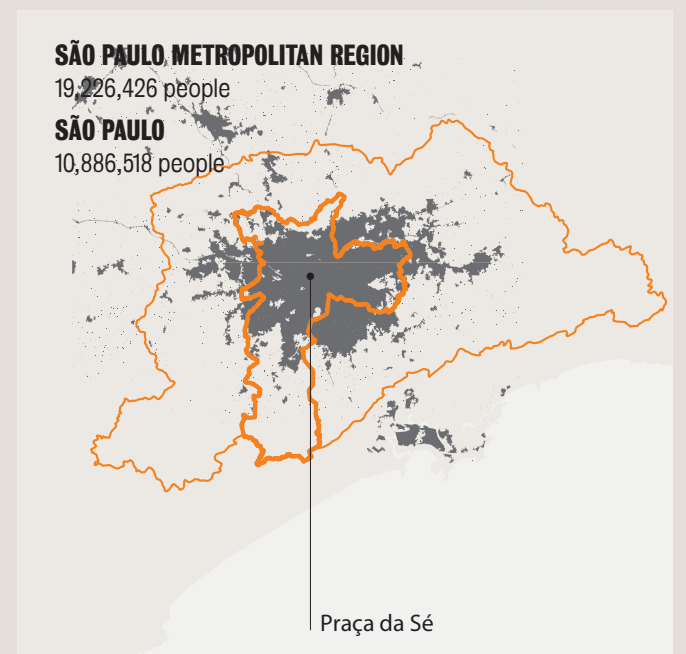 SÃO PAULO METROPOLITAN REGION
19,226,426 people
SÃO PAULO
10,886,518 people
Praça da Sé